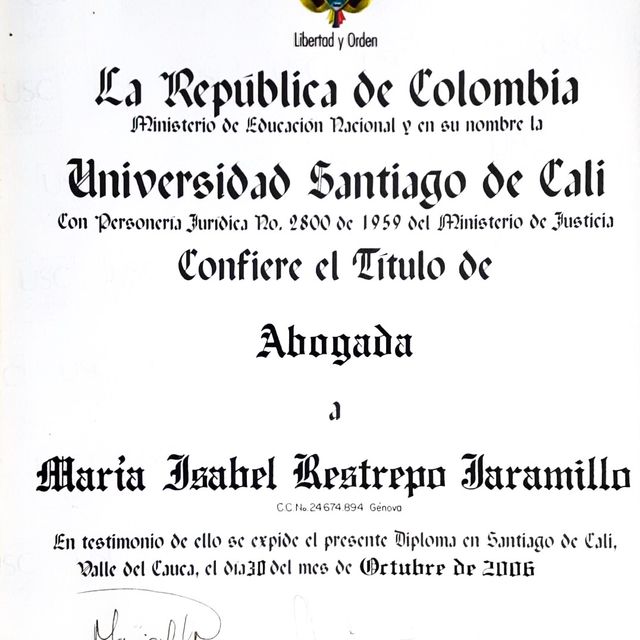 Libertad y Orden
La República de Colombia
Ministerio de Educación Nacional y en su nombre la
Universidad Santiago de Cali
Con Personería Jurídica No. 2800 de 1959 del Ministerio de Justicia
Confiere el Título de
Abogada
a
María Isabel Restrepo Jaramillo
C.C.No.24674.894 Génova
En testimonio de ello se expide el presente Diploma en Santiago de Cali,
Valle del Cauca, el día 30 del mes de Octubre de 2006